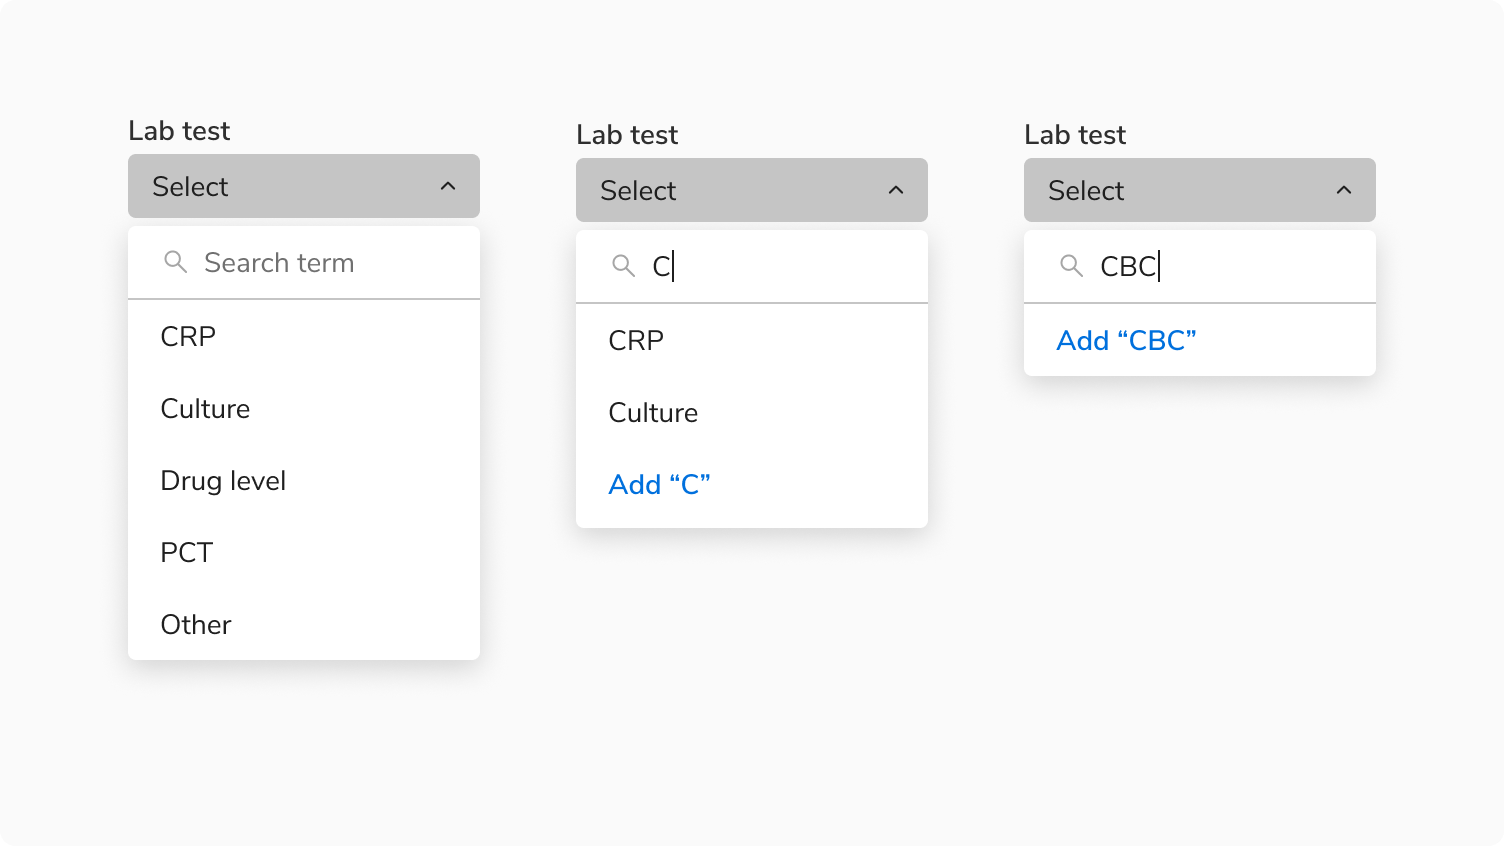 Lab test
Select
Search term
CRP
Culture
Drug level
PCT
Other
Lab test
Select
C
CRP
Culture
Add “C”
Lab test
Select
CBC
Add “CBC”